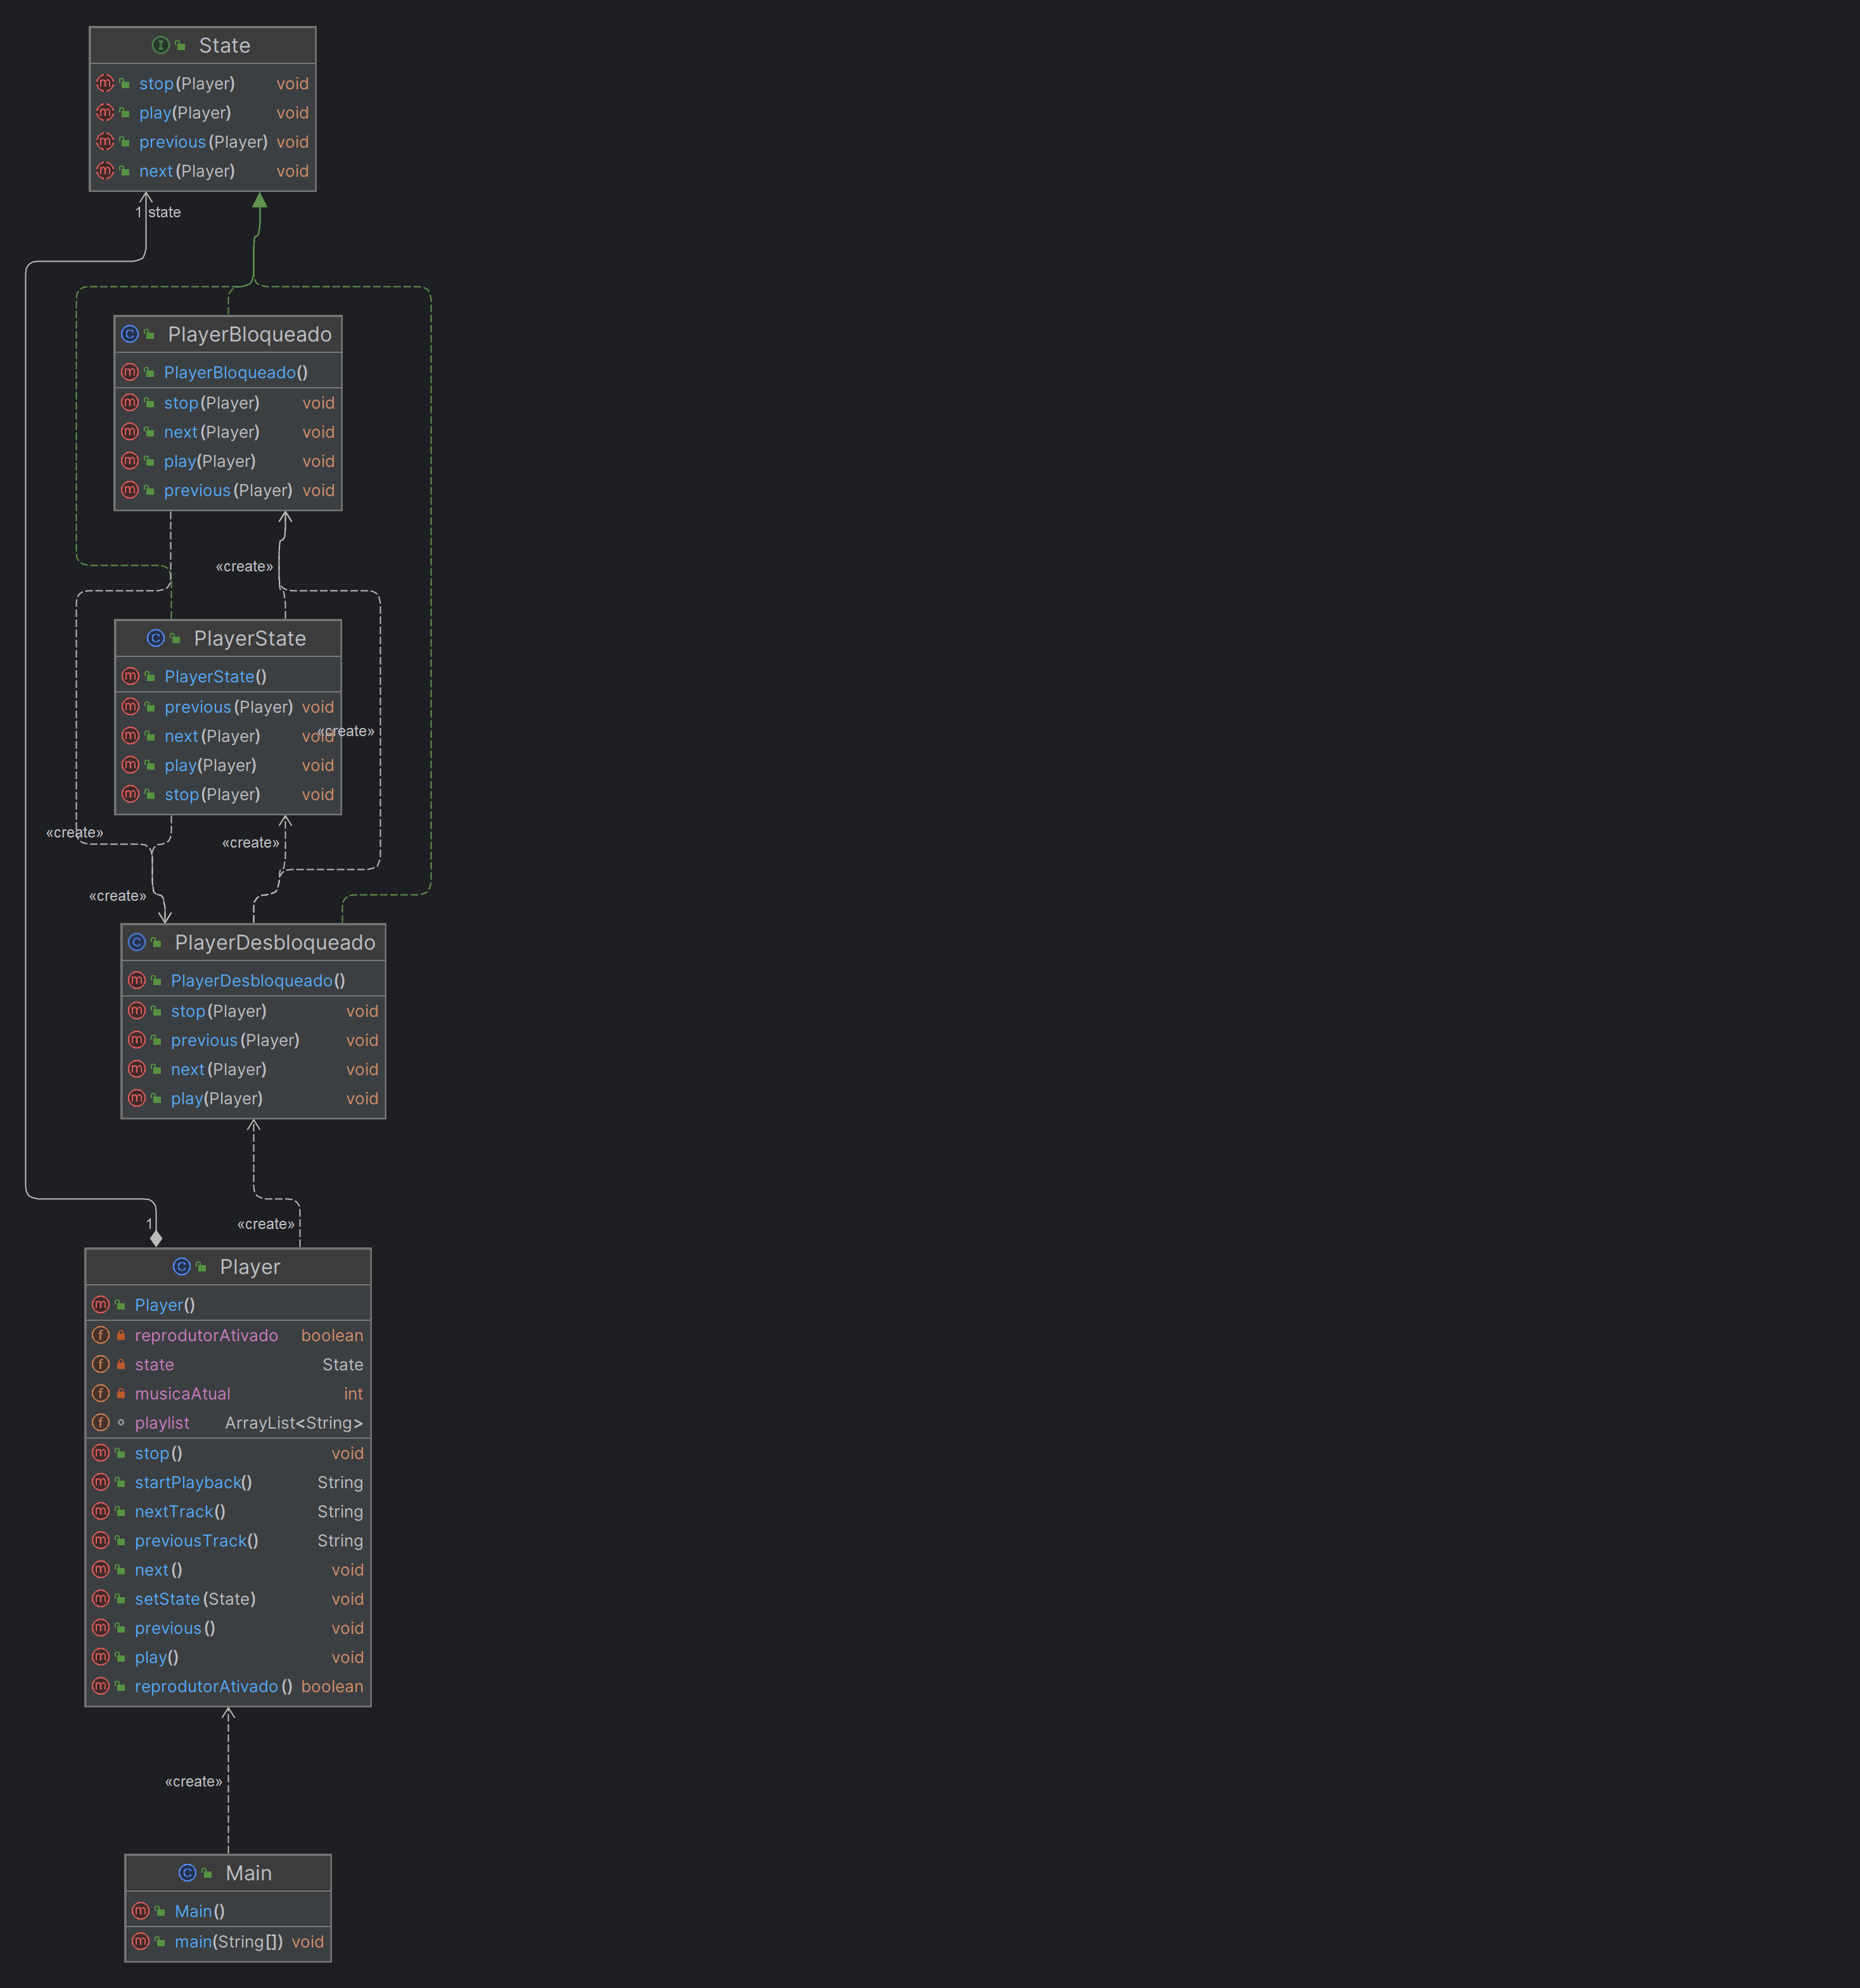 State
stop(Player) void
play(Player) void
previous(Player) void
next(Player) void
1 state
PlayerBloqueado
PlayerBloqueado()
stop(Player) void
next(Player) void
play(Player) void
previous(Player) void
«create»
PlayerState
PlayerState()
previous(Player) void
next(Player) void
«create»
play(Player) void
stop(Player) void
«create»
«create»
«create»
PlayerDesbloqueado
PlayerDesbloqueado()
stop(Player) void
previous(Player) void
next(Player) void
play(Player) void
1
«create»
Player
Player()
reprodutorAtivado boolean
state State
musicaAtual int
playlist ArrayList<String>
stop() void
startPlayback() String
nextTrack() String
previousTrack() String
next() void
setState(State) void
previous() void
play() void
reprodutorAtivado() boolean
«create»
Main
Main()
main(String[]) void